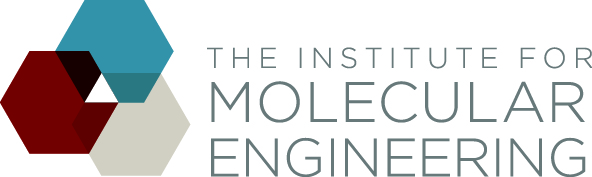 THE INSTITUTE FOR
MOLECULAR
ENGINEERING